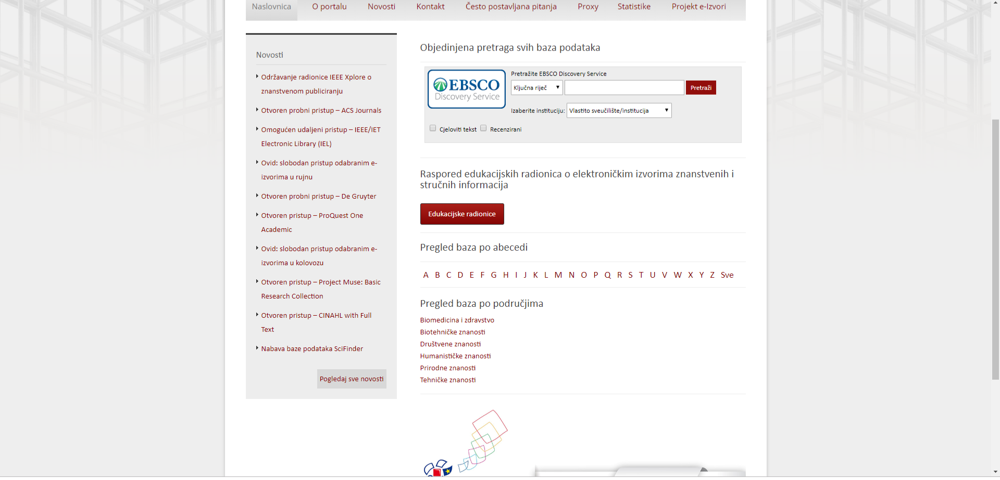 Naslovnica O portalu Novosti Kontakt Često postavljana pitanja Proxy Statistike Projekt e-Izvori
Novosti
Održavanje radionice IEEE Xplore o
znanstvenom publiciranju
Otvoren probni pristup – ACS Journals
Omogućen udaljeni pristup – IEEE/IET
Electronic Library (IEL)
Ovid: slobodan pristup odabranim e-
izvorima u rujnu
Otvoren probni pristup – De Gruyter
Otvoren pristup – ProQuest One
Academic
Ovid: slobodan pristup odabranim e-
izvorima u kolovozu
Otvoren pristup – Project Muse: Basic
Research Collection
Otvoren pristup – CINAHL with Full
Text
Nabava baze podataka SciFinder
Pogledaj sve novosti
Objedinjena pretraga svih baza podataka
EBSCO
Discovery Service
Pretražite EBSCO Discovery Service
Ključna riječ Pretraži
Izaberite instituciju: Vlastito sveučilište/institucija
Cjeloviti tekst Recenzirani
Raspored edukacijskih radionica o elektroničkim izvorima znanstvenih i
stručnih informacija
Edukacijske radionice
Pregled baza po abecedi
A B C D E F G H I J K L M N O P Q R S T U V W X Y Z Sve
Pregled baza po područjima
Biomedicina i zdravstvo
Biotehničke znanosti
Društvene znanosti
Humanističke znanosti
Prirodne znanosti
Tehničke znanosti